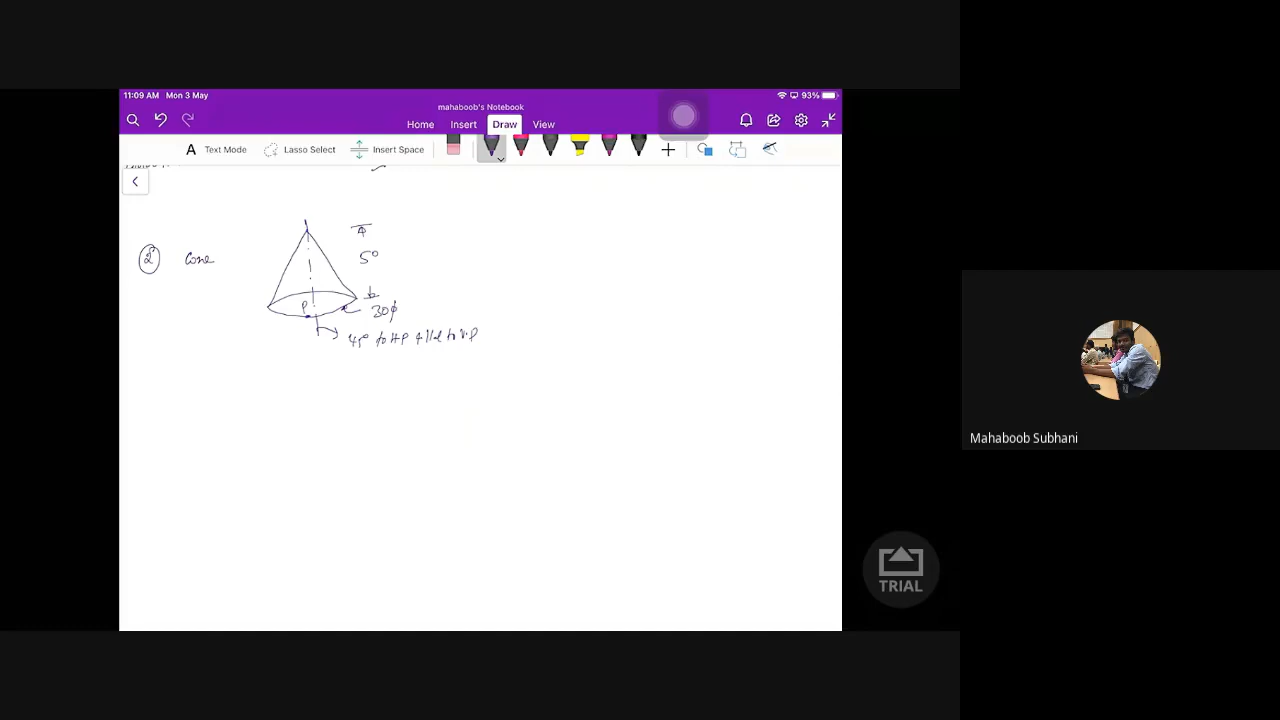 11:09 AM Mon 3 May
93%
mahaboob's Notebook
Home Insert Draw View
A Text Mode Lasso Select Insert Space
2 Cone
50
P
30φ
45° to HP & llel to V.P
Mahaboob Subhani
TRIAL